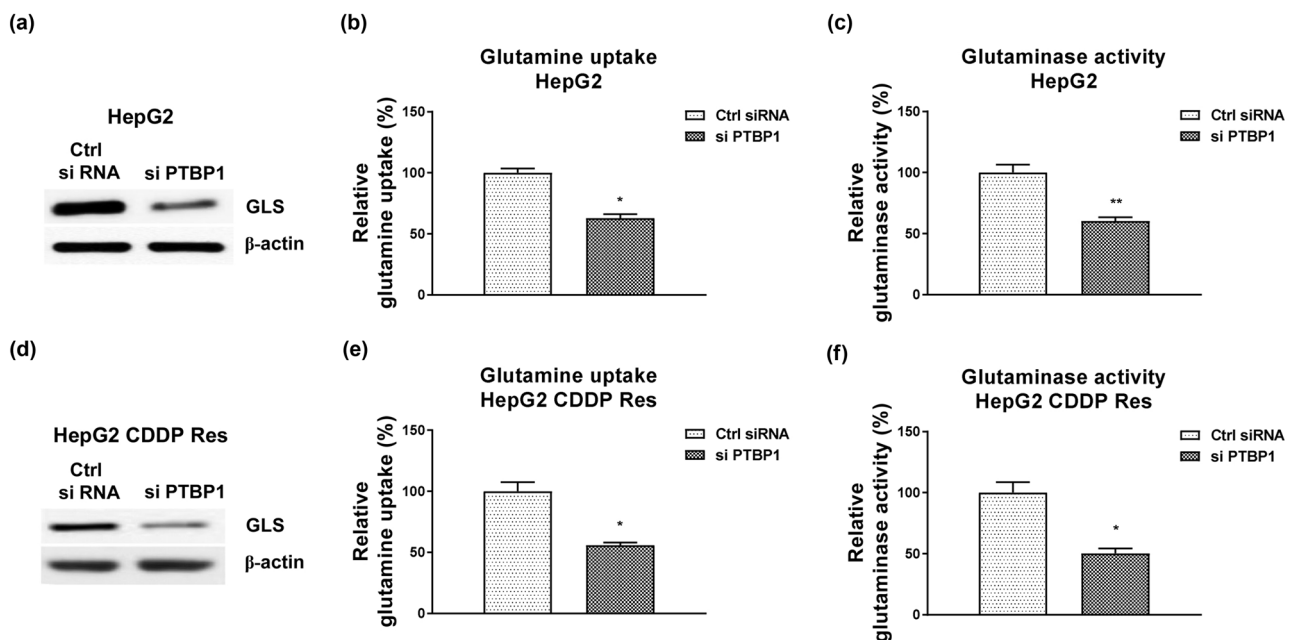 (a)
HepG2
Ctrl
si RNA si PTBP1
GLS
β-actin
(b)
Glutamine uptake
HepG2
Relative
glutamine uptake (%)
150
100
50
0
*
Ctrl siRNA
si PTBP1
(c)
Glutaminase activity
HepG2
Relative
glutaminase activity (%)
150
100
50
0
**
Ctrl siRNA
si PTBP1
(d)
HepG2 CDDP Res
Ctrl
si RNA si PTBP1
GLS
β-actin
(e)
Glutamine uptake
HepG2 CDDP Res
Relative
glutamine uptake (%)
150
100
50
0
*
Ctrl siRNA
si PTBP1
(f)
Glutaminase activity
HepG2 CDDP Res
Relative
glutaminase activity (%)
150
100
50
0
*
Ctrl siRNA
si PTBP1